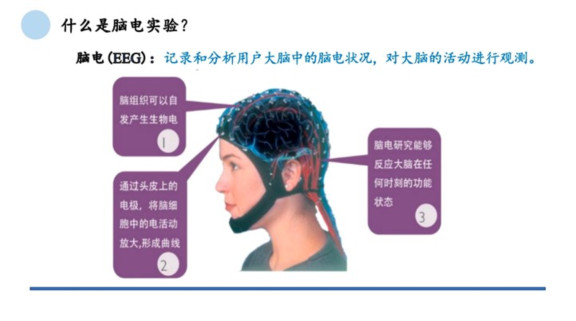 什么是脑电实验？
脑电(EEG)：记录和分析用户大脑中的脑电状况，对大脑的活动进行观测。
脑组织可以自
发产生生物电
1
通过头皮上的
电极，将脑细
胞中的电活动
放大,形成曲线
2
脑电研究能够
反应大脑在任
何时刻的功能
状态
3